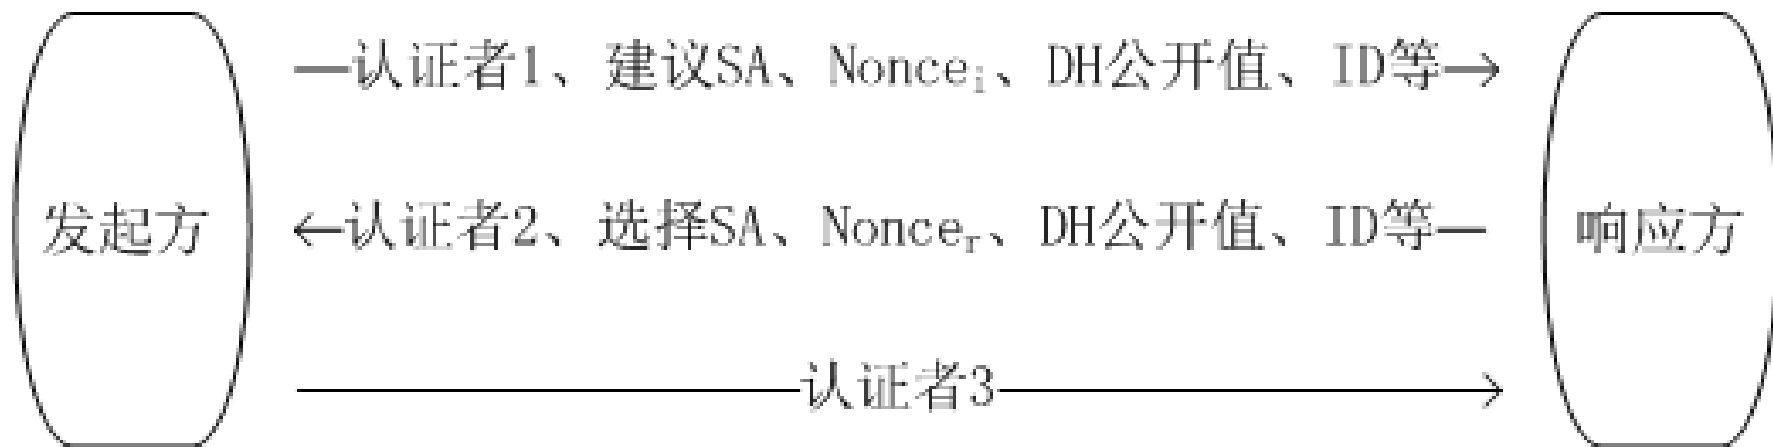 认证者1、建议SA、Nonceᵢ、DH公开值、ID等
发起方
认证者2、选择SA、Nonceᵣ、DH公开值、ID等
响应方
认证者3